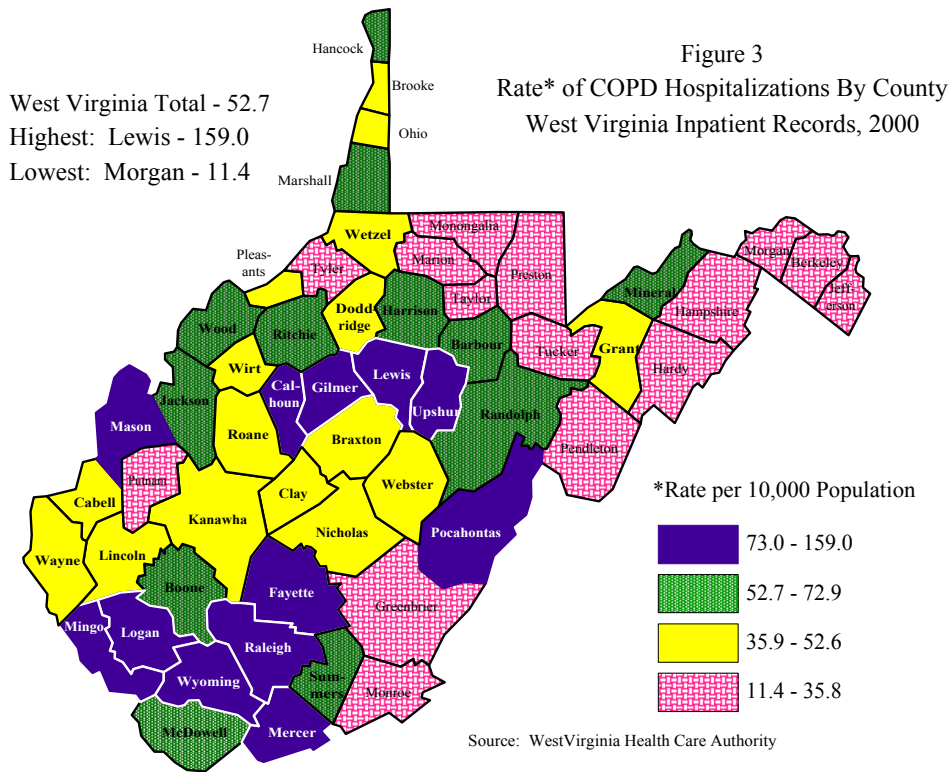 Figure 3
Rate* of COPD Hospitalizations By County
West Virginia Inpatient Records, 2000
West Virginia Total - 52.7
Highest:  Lewis - 159.0
Lowest:  Morgan - 11.4
Hancock
Brooke
Ohio
Marshall
Wetzel
Monongalia
Marion
Preston
Pleas-
ants
Tyler
Taylor
Morgan
Berkeley
Jeff-
erson
Mineral
Hampshire
Wood
Ritchie
Dodd-
ridge
Harrison
Barbour
Tucker
Grant
Hardy
Wirt
Cal-
houn
Gilmer
Lewis
Upshur
Randolph
Jackson
Mason
Roane
Braxton
Pendleton
Putnam
Clay
Webster
Cabell
Kanawha
Nicholas
Pocahontas
Wayne
Lincoln
Boone
Fayette
Greenbrier
Mingo
Logan
Raleigh
Wyoming
Sum-
mers
Monroe
McDowell
Mercer
*Rate per 10,000 Population
73.0 - 159.0
52.7 - 72.9
35.9 - 52.6
11.4 - 35.8
Source:  WestVirginia Health Care Authority